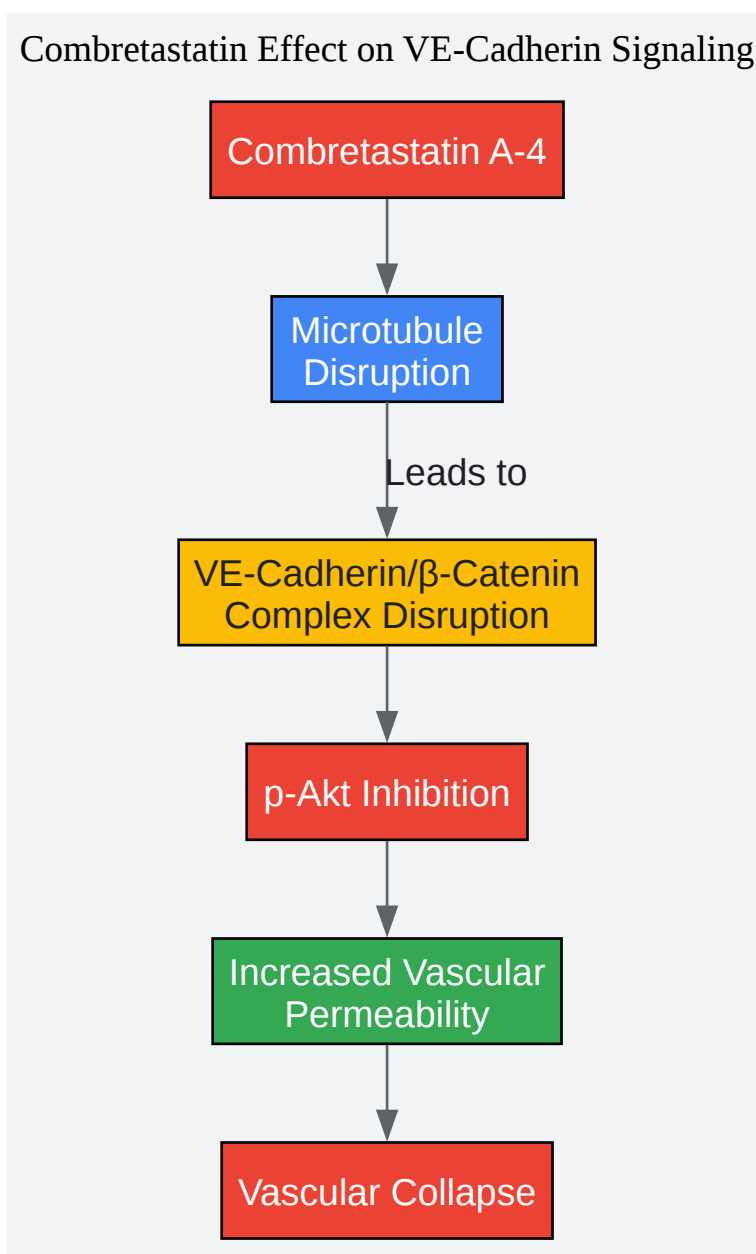 Combretastatin Effect on VE-Cadherin Signaling
Combretastatin A-4
Microtubule
Disruption
Leads to
VE-Cadherin/β-Catenin
Complex Disruption
p-Akt Inhibition
Increased Vascular
Permeability
Vascular Collapse